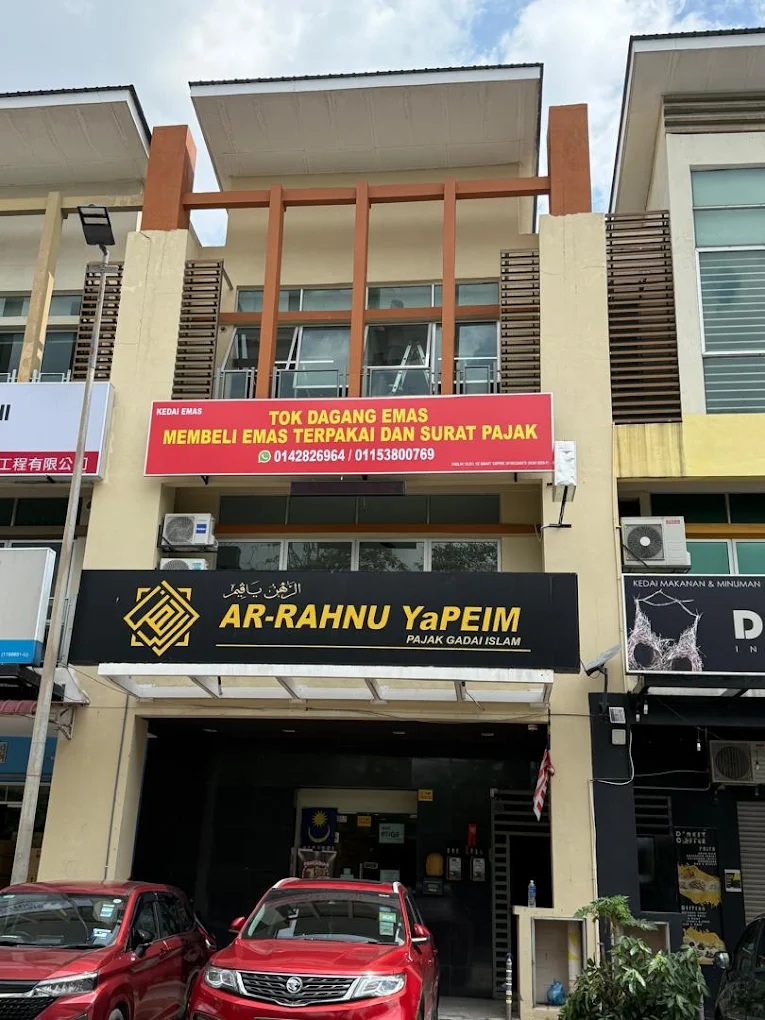 KEDAI EMAS
TOK DAGANG EMAS
MEMBELI EMAS TERPAKAI DAN SURAT PAJAK
0142826964 / 01153800769
工程有限公司
الرهن ياڤيم
AR-RAHNU YaPEIM
PAJAK GADAI ISLAM
KEDAI MAKANAN & MINUMAN
D